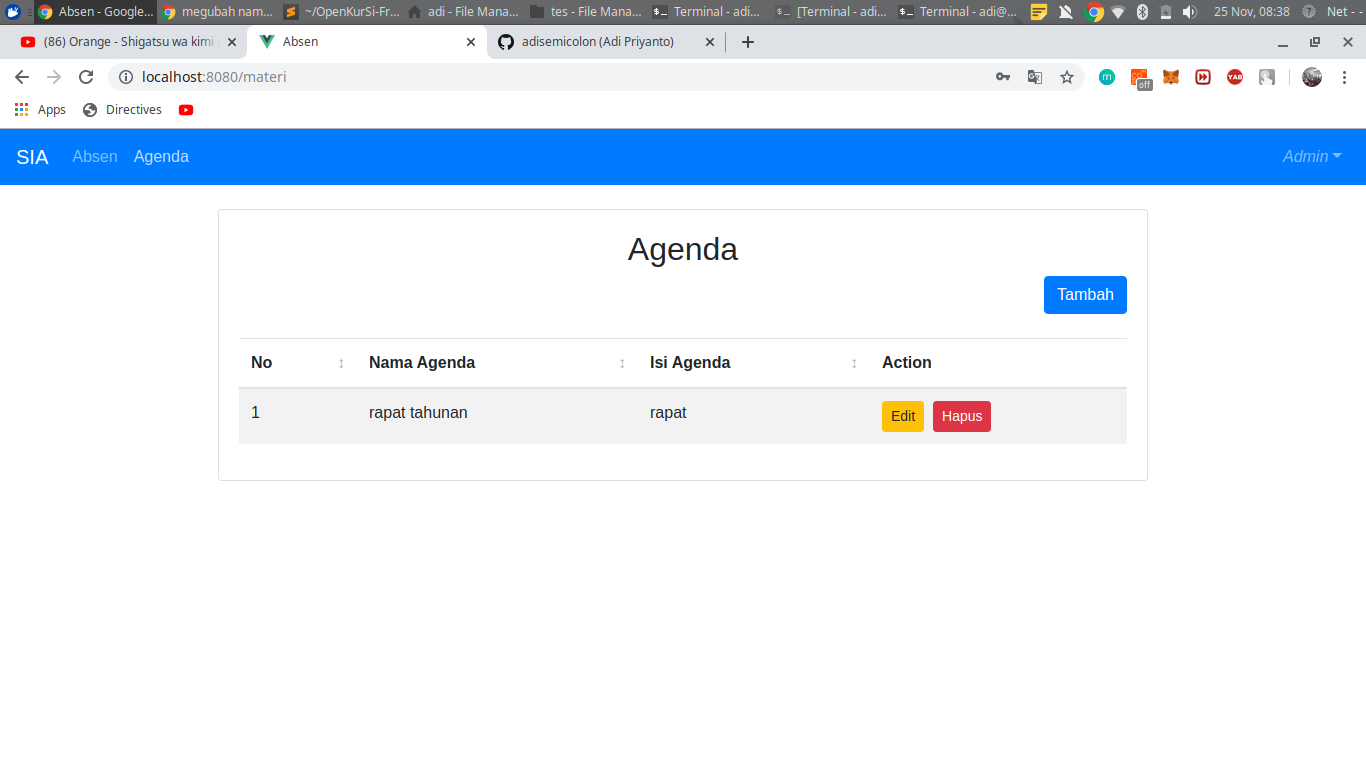 Absen - Google... megubah nam... ~/OpenKurSi-Fr... adi - File Mana... tes - File Mana... Terminal - adi... [Terminal - adi... Terminal - adi@... 25 Nov, 08:38 Net - -
(86) Orange - Shigatsu wa kimi Absen adisemicolon (Adi Priyanto)
localhost:8080/materi
m off YAB
Apps Directives
SIA Absen Agenda Admin
Agenda
Tambah
No Nama Agenda Isi Agenda Action
1 rapat tahunan rapat Edit Hapus